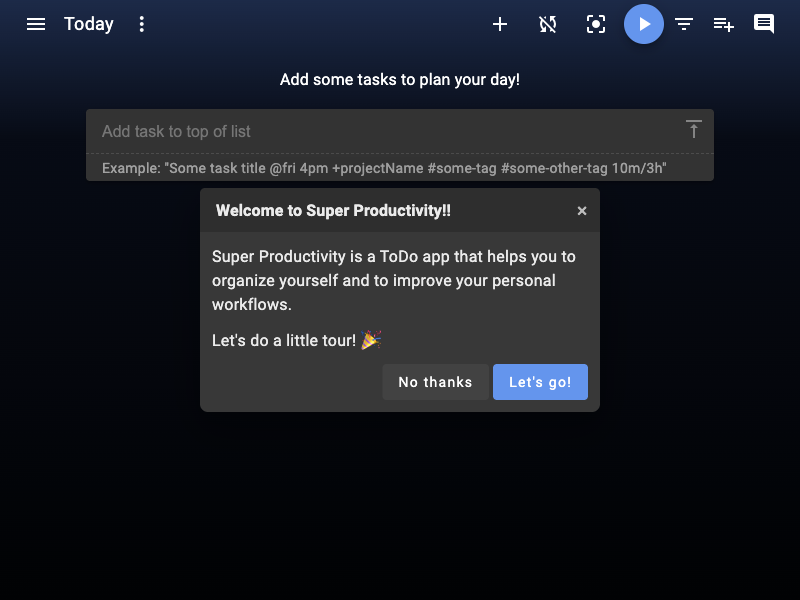 Today
Add some tasks to plan your day!
Add task to top of list
Example: "Some task title @fri 4pm +projectName #some-tag #some-other-tag 10m/3h"
Welcome to Super Productivity!!
Super Productivity is a ToDo app that helps you to
organize yourself and to improve your personal
workflows.
Let's do a little tour! 🎉
No thanks
Let's go!